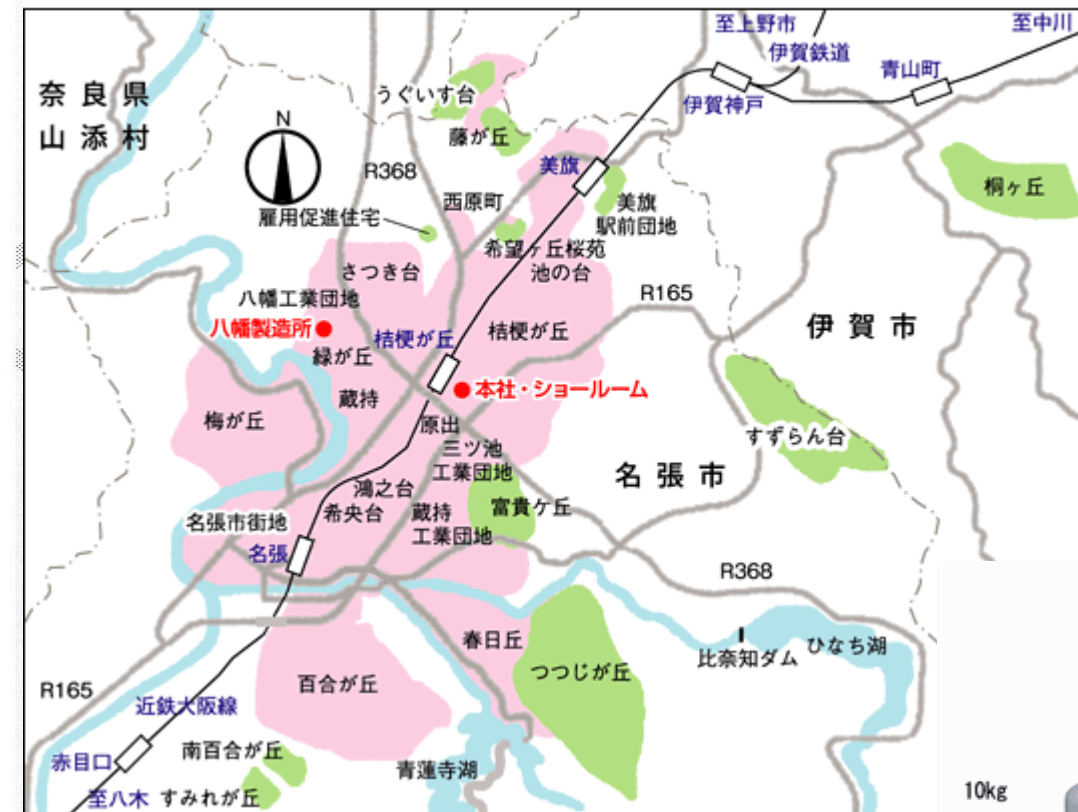 至上野市
至中川
伊賀鉄道
青山町
伊賀神戸
奈良県
山添村
うぐいす台
N
藤が丘
R368
美旗
桐ヶ丘
西原町
美旗
駅前団地
雇用促進住宅
希望ヶ丘桜苑
池の台
さつき台
R165
八幡工業団地
八幡製造所
桔梗が丘
桔梗が丘
伊賀市
緑が丘
本社・ショールーム
蔵持
梅が丘
原出
すずらん台
三ツ池
工業団地
名張市
鴻之台
希央台
富貴ケ丘
蔵持
工業団地
名張市街地
名張
R368
春日丘
ひなち湖
比奈知ダム
つつじが丘
百合が丘
R165
近鉄大阪線
南百合が丘
赤目口
青蓮寺湖
至八木
すみれが丘
10kg